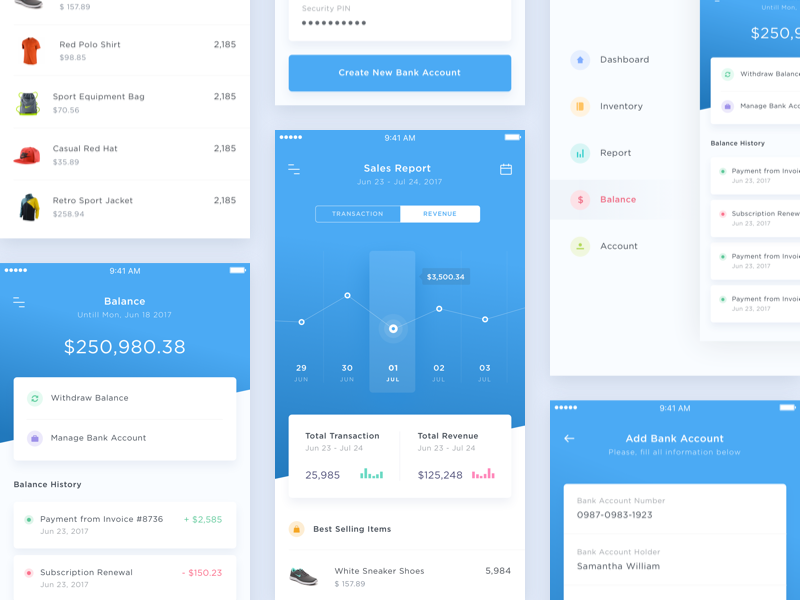 $ 157.89
Red Polo Shirt 2,185
$98.85
Sport Equipment Bag 2,185
$70.56
Casual Red Hat 2,185
$35.89
Retro Sport Jacket 2,185
$258.94
9:41 AM
Balance
Untill Mon, Jun 18 2017
$250,980.38
Withdraw Balance
Manage Bank Account
Balance History
Payment from Invoice #8736 + $2,585
Jun 23, 2017
Subscription Renewal - $150.23
Jun 23, 2017
Security PIN
Create New Bank Account
9:41 AM
Sales Report
Jun 23 - Jul 24, 2017
TRANSACTION REVENUE
$3,500.34
29 30 01 02 03
JUN JUN JUL JUL JUL
Total Transaction Total Revenue
Jun 23 - Jul 24 Jun 23 - Jul 24
25,985 $125,248
Best Selling Items
White Sneaker Shoes 5,984
$ 157.89
Dashboard
Inventory
Report
Balance
Account
Untill Mon,
$250,9
Withdraw Balance
Manage Bank Acc
Balance History
Payment from Invoi
Jun 23, 2017
Subscription Renew
Jun 23, 2017
Payment from Invoi
Jun 23, 2017
Payment from Invoi
Jun 23, 2017
9:41 AM
Add Bank Account
Please, fill all information below
Bank Account Number
0987-0983-1923
Bank Account Holder
Samantha William